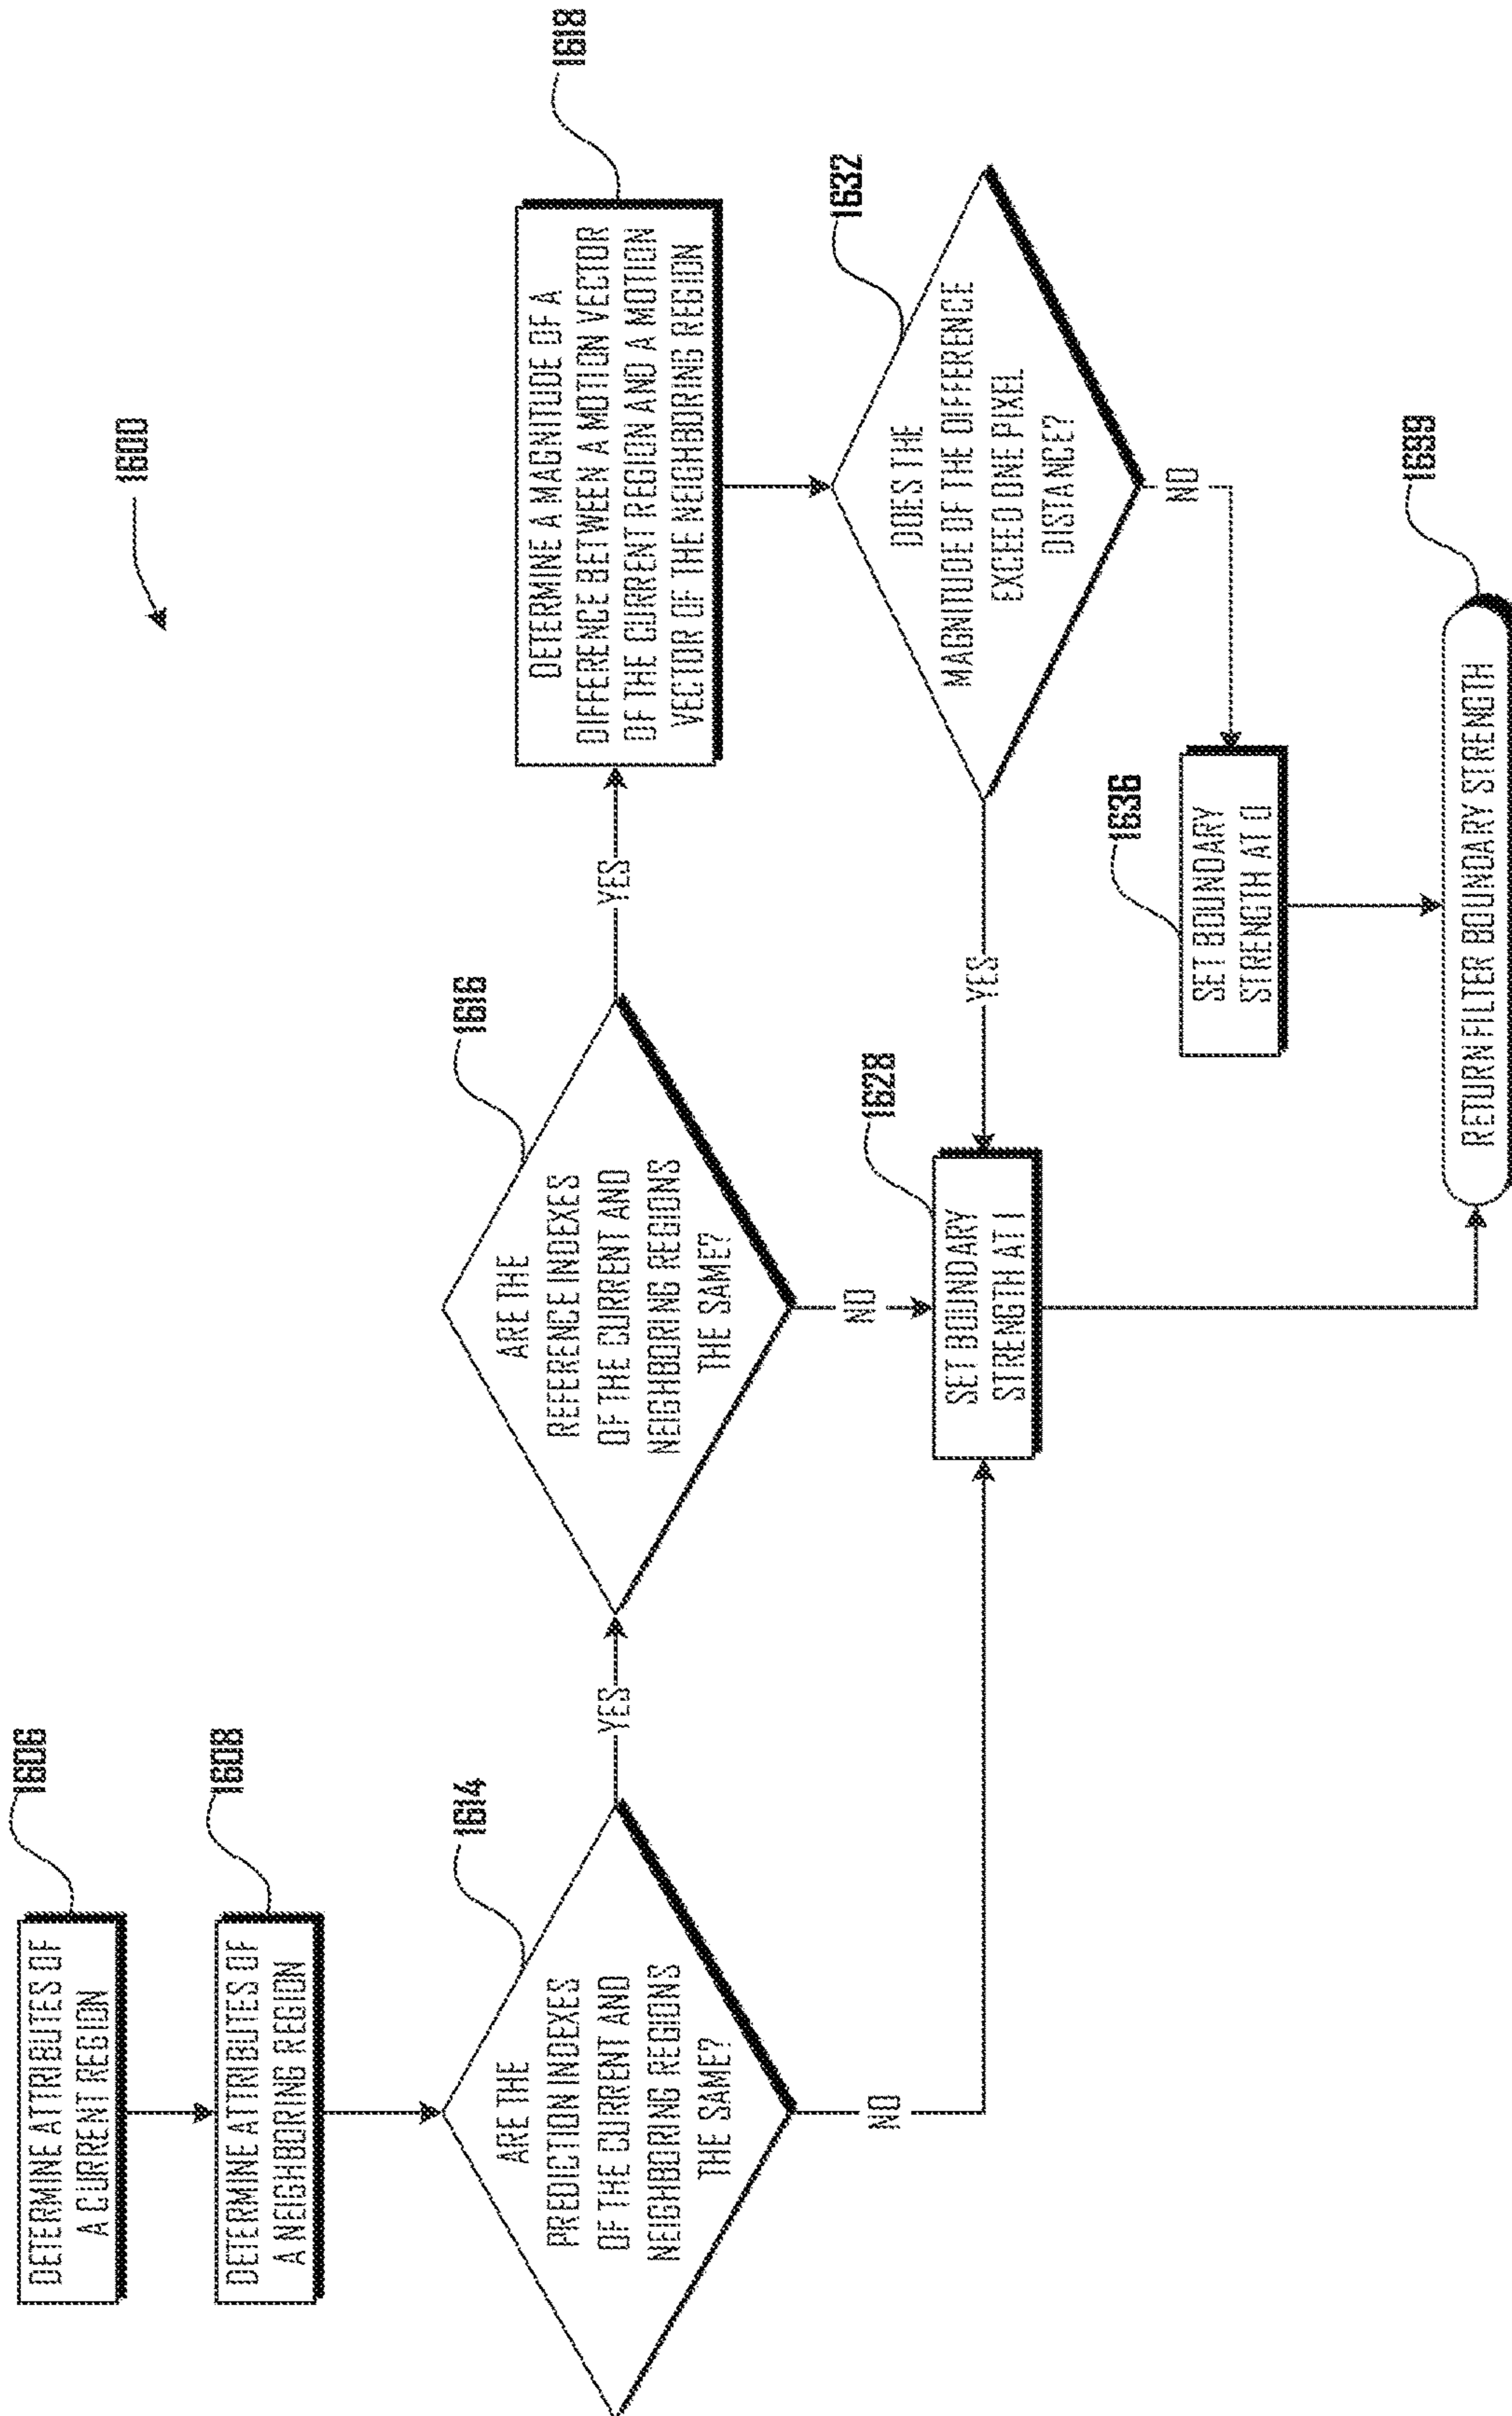 1600
DETERMINE ATTRIBUTES OF
A CURRENT REGION
1606
DETERMINE ATTRIBUTES OF
A NEIGHBORING REGION
1608
ARE THE
PREDICTION INDEXES
OF THE CURRENT AND
NEIGHBORING REGIONS
THE SAME?
1614
YES
NO
ARE THE
REFERENCE INDEXES
OF THE CURRENT AND
NEIGHBORING REGIONS
THE SAME?
1616
YES
NO
DETERMINE A MAGNITUDE OF A
DIFFERENCE BETWEEN A MOTION VECTOR
OF THE CURRENT REGION AND A MOTION
VECTOR OF THE NEIGHBORING REGION
1618
DOES THE
MAGNITUDE OF THE DIFFERENCE
EXCEED ONE PIXEL
DISTANCE?
1632
YES
NO
SET BOUNDARY
STRENGTH AT 1
1628
SET BOUNDARY
STRENGTH AT 0
1636
RETURN FILTER BOUNDARY STRENGTH
1699